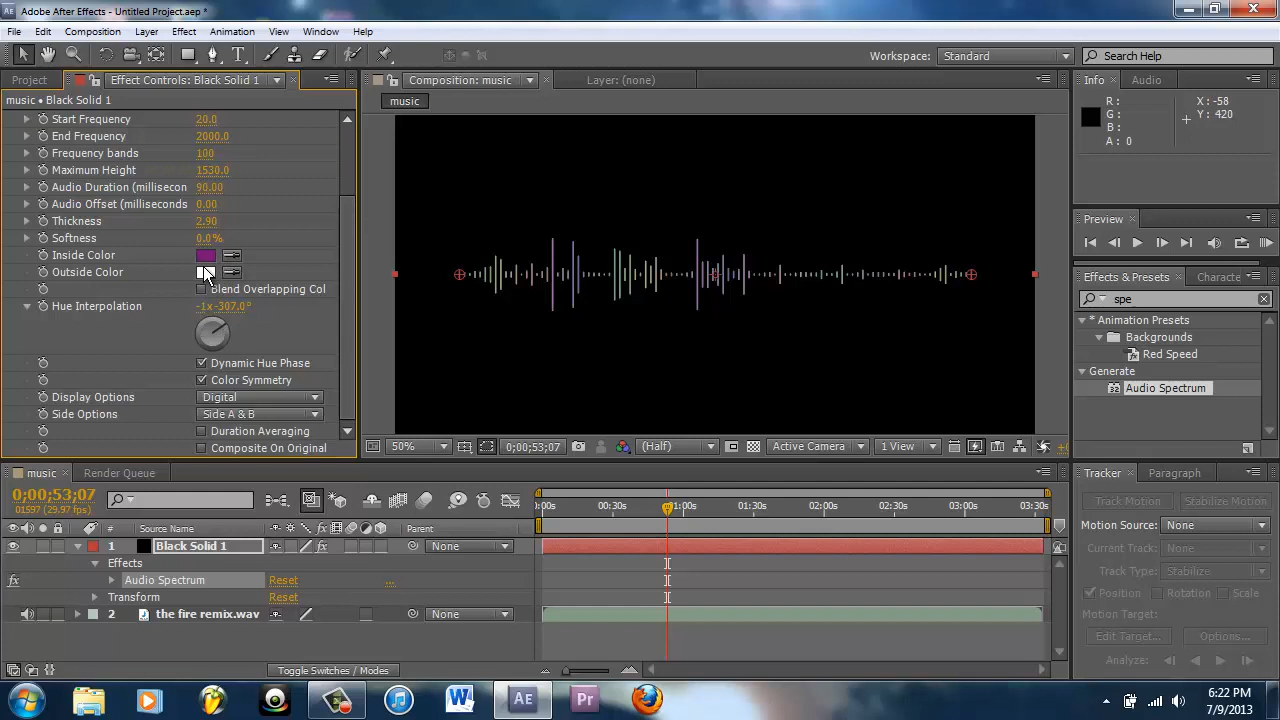 Ae Adobe After Effects - Untitled Project.aep *
File Edit Composition Layer Effect Animation View Window Help
Workspace: Standard Search Help
Project Effect Controls: Black Solid 1
music • Black Solid 1
Start Frequency 20.0
End Frequency 2000.0
Frequency bands 100
Maximum Height 1530.0
Audio Duration (millisecon 90.00
Audio Offset (milliseconds 0.00
Thickness 2.90
Softness 0.0%
Inside Color
Outside Color
Blend Overlapping Col
Hue Interpolation -1x-307.0°
Dynamic Hue Phase
Color Symmetry
Display Options Digital
Side Options Side A & B
Duration Averaging
Composite On Original
Composition: music Layer: (none)
music
50% 0;00;53;07 (Half) Active Camera 1 View
Info Audio
R: X: -58
G: Y: 420
B:
A: 0
Preview
Effects & Presets Characte
spe
* Animation Presets
Backgrounds
Red Speed
Generate
32 Audio Spectrum
music Render Queue
0;00;53;07
01597 (29.97 fps)
# Source Name fx Parent
:00s 00:30s 01:00s 01:30s 02:00s 02:30s 03:00s 03:30s
1 Black Solid 1 fx None
Effects
fx Audio Spectrum Reset ...
Transform Reset
2 the fire remix.wav None
Toggle Switches / Modes
Tracker Paragraph
Track Motion Stabilize Motion
Motion Source: None
Current Track: None
Track Type: Stabilize
Position Rotation Scale
Motion Target:
Edit Target... Options...
Analyze:
W Ae Pr
6:22 PM
7/9/2013